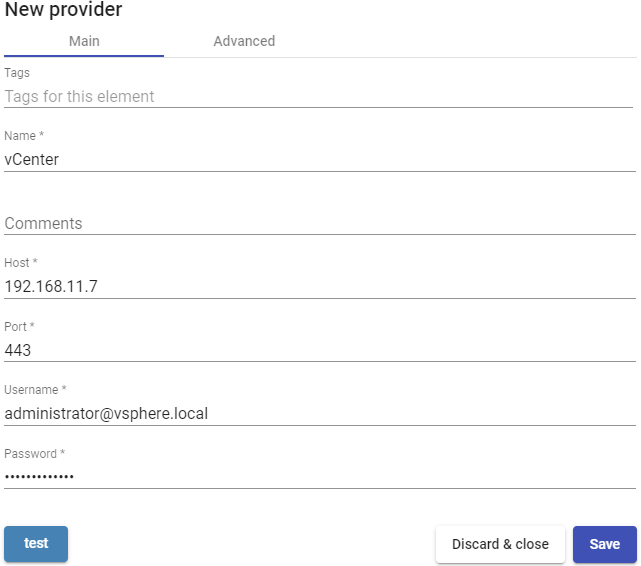 New provider
Main Advanced
Tags
Tags for this element
Name *
vCenter
Comments
Host *
192.168.11.7
Port *
443
Username *
administrator@vsphere.local
Password *
•••••••••••••
test Discard & close Save